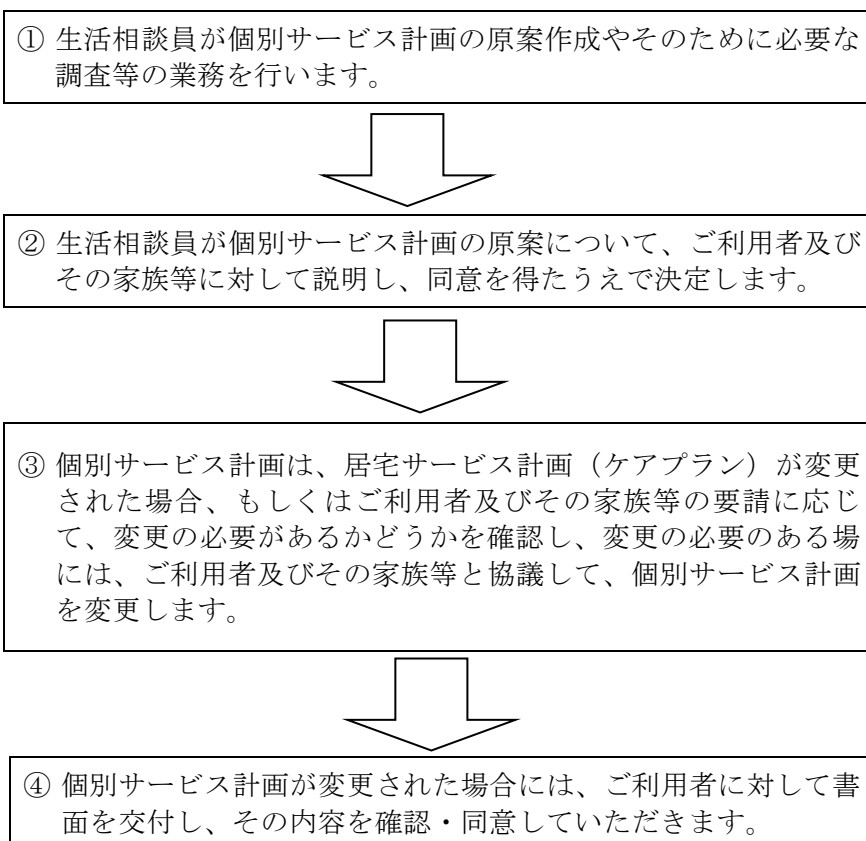 ① 生活相談員が個別サービス計画の原案作成やそのために必要な
調査等の業務を行います。
② 生活相談員が個別サービス計画の原案について、ご利用者及び
その家族等に対して説明し、同意を得たうえで決定します。
③ 個別サービス計画は、居宅サービス計画（ケアプラン）が変更
された場合、もしくはご利用者及びその家族等の要請に応じ
て、変更の必要があるかどうかを確認し、変更の必要のある場
には、ご利用者及びその家族等と協議して、個別サービス計画
を変更します。
④ 個別サービス計画が変更された場合には、ご利用者に対して書
面を交付し、その内容を確認・同意していただきます。